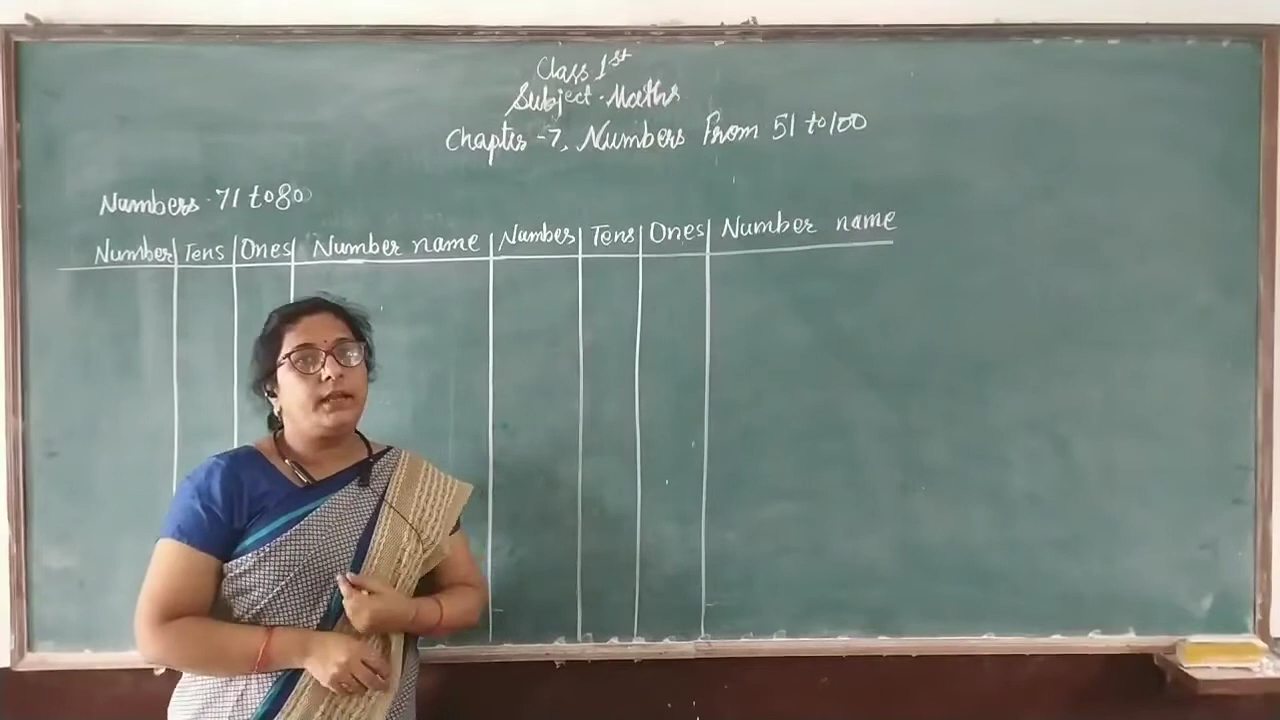 Class 1st
Subject - Maths
Chapter -7, Numbers From 51 to 100
Numbers - 71 to 80
Number Tens Ones Number name Number Tens Ones Number name